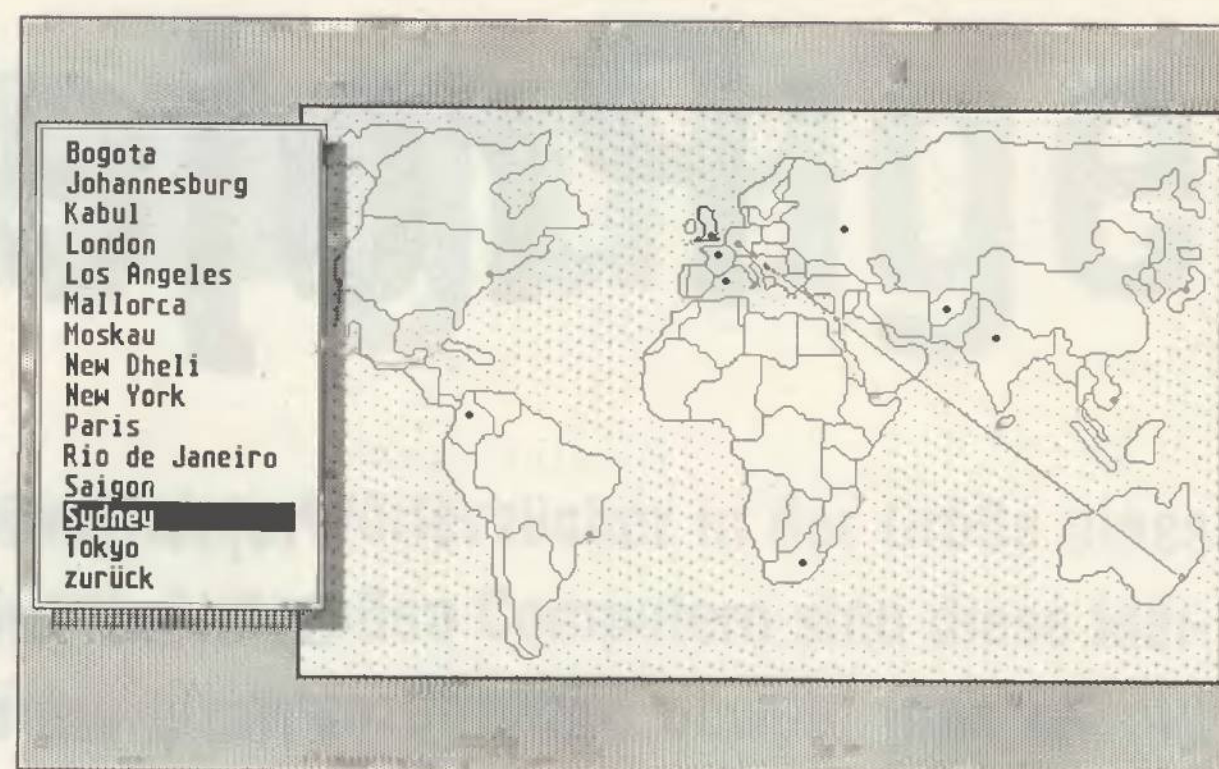 Bogota
Johannesburg
Kabul
London
Los Angeles
Mallorca
Moskau
New Dheli
New York
Paris
Rio de Janeiro
Saigon
Sydney
Tokyo
zurück